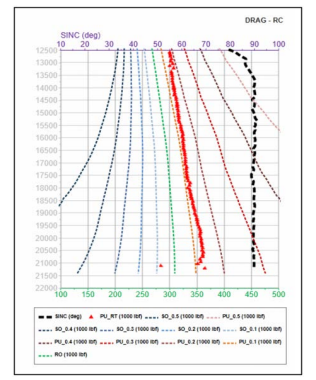 DRAG - RC
SINC (deg)
10 20 30 40 50 60 70 80 90 100
12500
13000
13500
14000
14500
15000
15500
16000
16500
17000
17500
18000
18500
19000
19500
20000
20500
21000
21500
22000
100 150 200 250 300 350 400 450 500
SINC (deg) PU_RT (1000 lbf) SO_0.5 (1000 lbf) PU_0.5 (1000 lbf)
SO_0.4 (1000 lbf) SO_0.3 (1000 lbf) SO_0.2 (1000 lbf) SO_0.1 (1000 lbf)
PU_0.4 (1000 lbf) PU_0.3 (1000 lbf) PU_0.2 (1000 lbf) PU_0.1 (1000 lbf)
RO (1000 lbf)